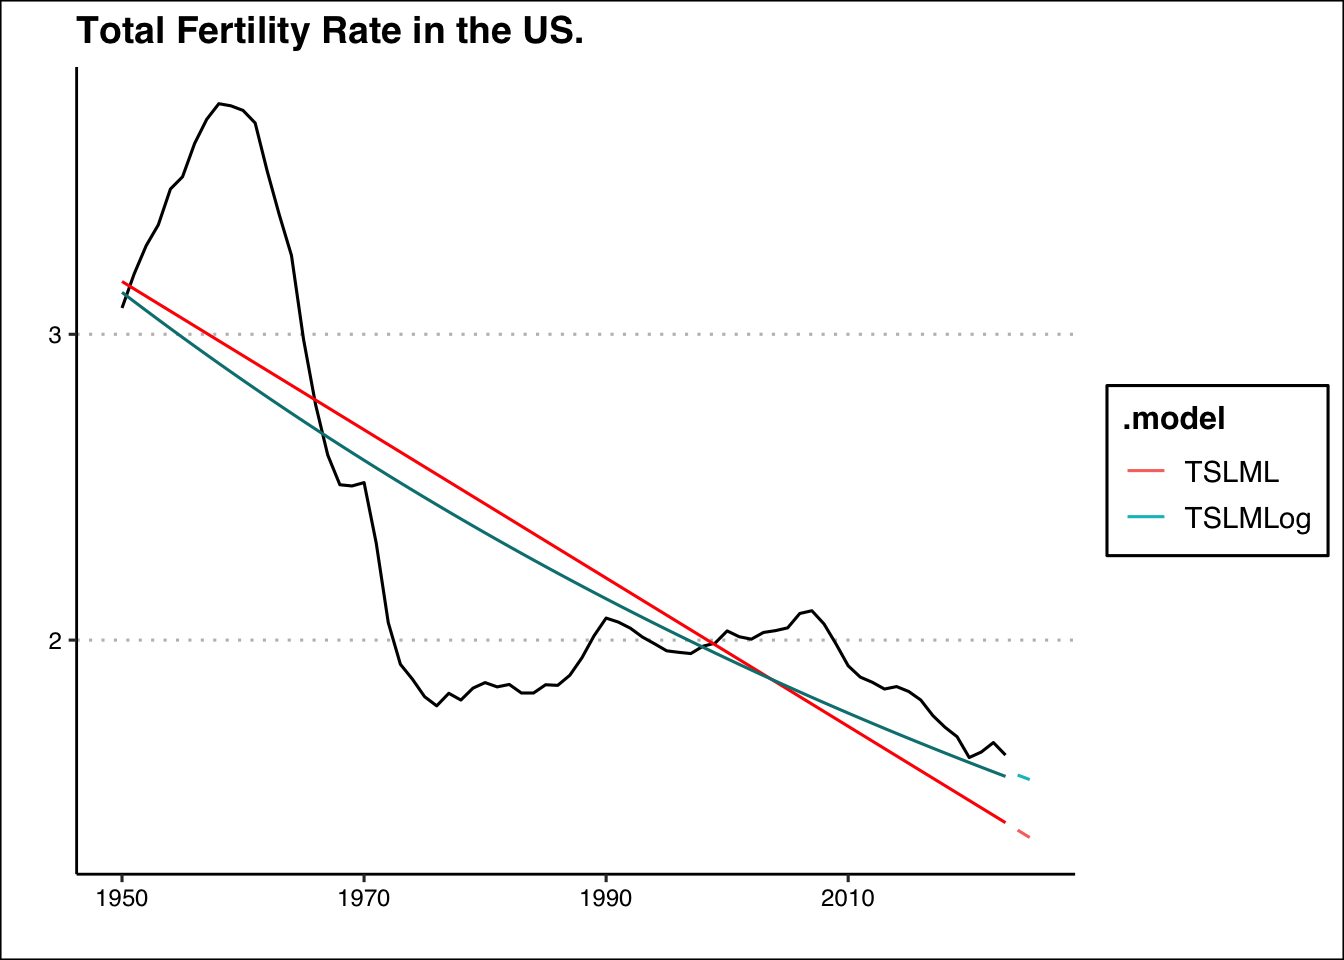 Total Fertility Rate in the US.
3
2
1950 1970 1990 2010
.model
TSLML
TSLMLog